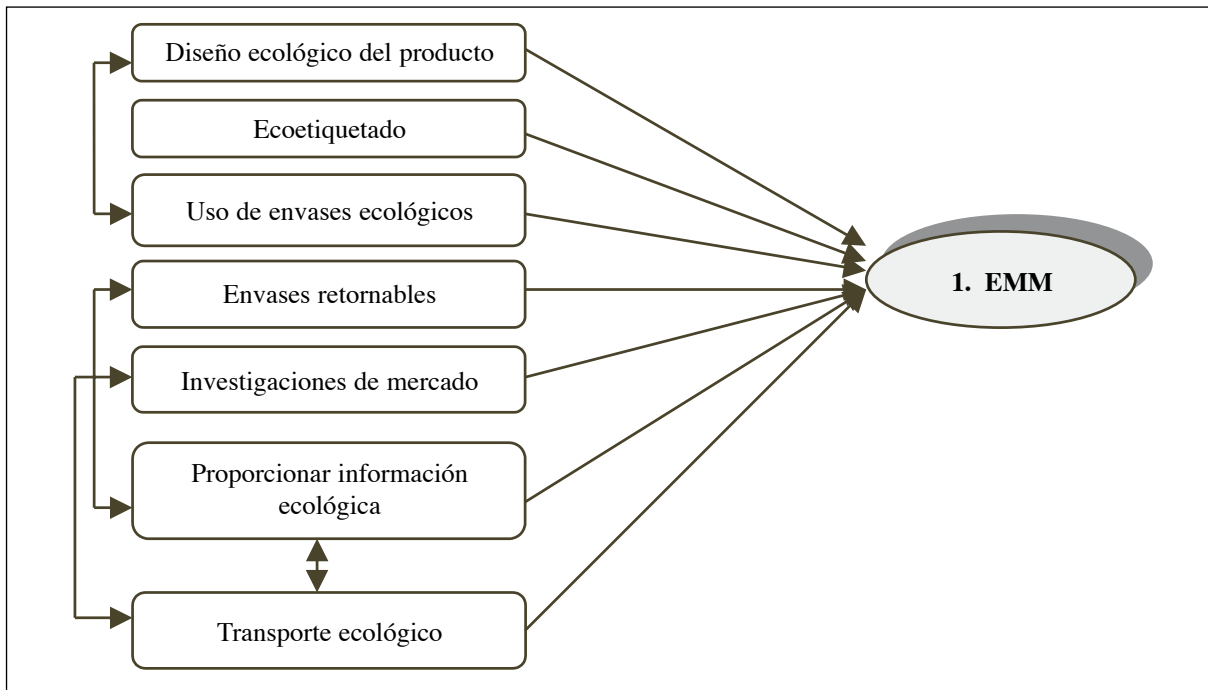 Diseño ecológico del producto
Ecoetiquetado
Uso de envases ecológicos
Envases retornables
Investigaciones de mercado
Proporcionar información
ecológica
Transporte ecológico
1. EMM